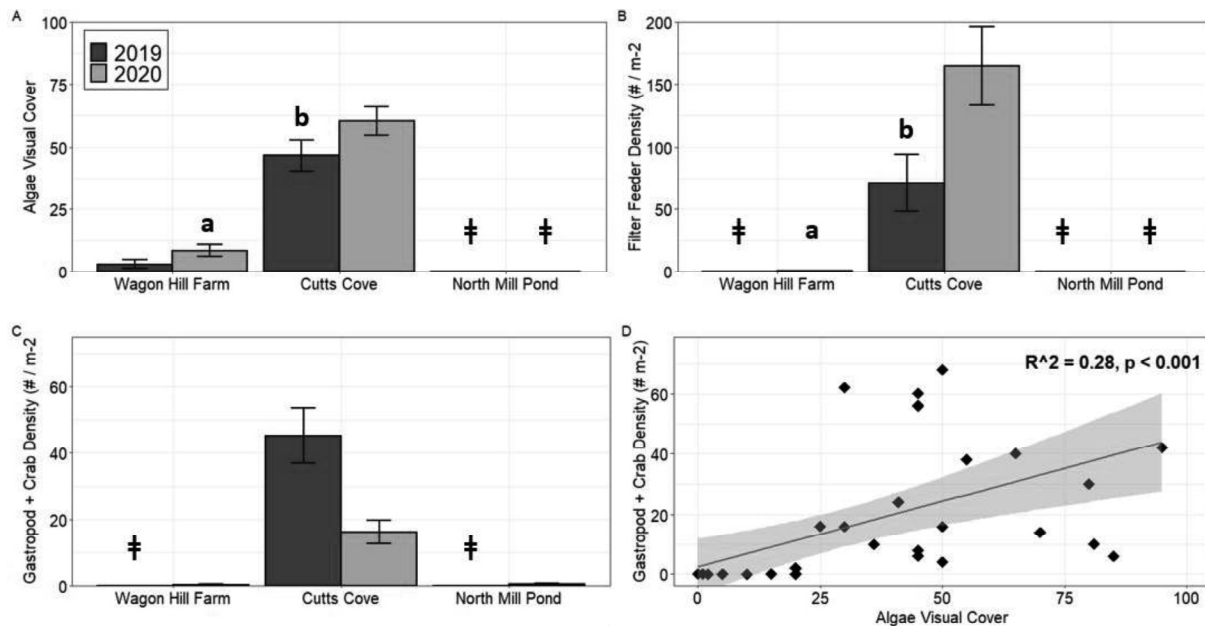 A
Algae Visual Cover
100
75
50
25
0
2019
2020
a
b
ǂ ǂ
Wagon Hill Farm Cutts Cove North Mill Pond
B
Filter Feeder Density (# / m-2)
200
150
100
50
0
ǂ a b ǂ ǂ
Wagon Hill Farm Cutts Cove North Mill Pond
C
Gastropod + Crab Density (# / m-2
60
40
20
0
ǂ ǂ
Wagon Hill Farm Cutts Cove North Mill Pond
D
Gastropod + Crab Density (# m-2)
60
40
20
0
R^2 = 0.28, p < 0.001
0 25 50 75 100
Algae Visual Cover